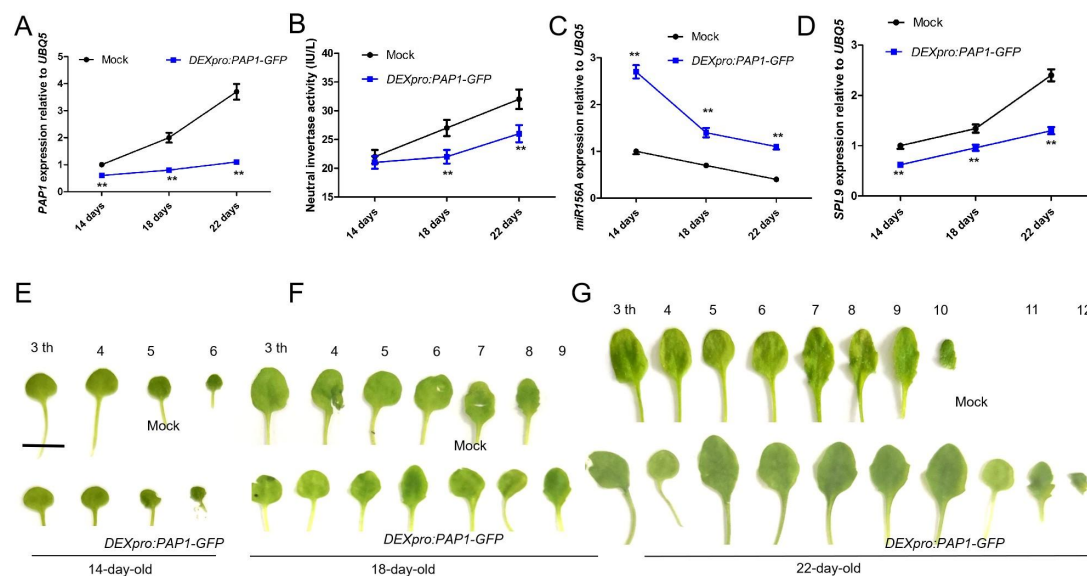 A
PAP1 expression relative to UBQ5
Mock
DEXpro:PAP1-GFP
5
4
3
2
1
0
14 days
18 days
22 days
B
Neutral invertase activity (IU/L)
Mock
DEXpro:PAP1-GFP
40
35
30
25
20
15
14 days
18 days
22 days
C
miR156A expression relative to UBQ5
Mock
DEXpro:PAP1-GFP
3
2
1
0
**
**
**
14 days
18 days
22 days
D
SPL9 expression relative to UBQ5
Mock
DEXpro:PAP1-GFP
3
2
1
0
**
**
**
14 days
18 days
22 days
**
**
**
**
**
E
3 th
4
5
6
Mock
DEXpro:PAP1-GFP
14-day-old
F
3 th
4
5
6
7
8
9
Mock
DEXpro:PAP1-GFP
18-day-old
G
3 th
4
5
6
7
8
9
10
11
12
Mock
DEXpro:PAP1-GFP
22-day-old